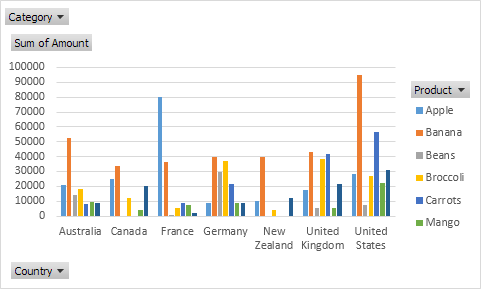 Category
Sum of Amount
100000
90000
80000
70000
60000
50000
40000
30000
20000
10000
0
Australia
Canada
France
Germany
New
Zealand
United
Kingdom
United
States
Product
Apple
Banana
Beans
Broccoli
Carrots
Mango
Country